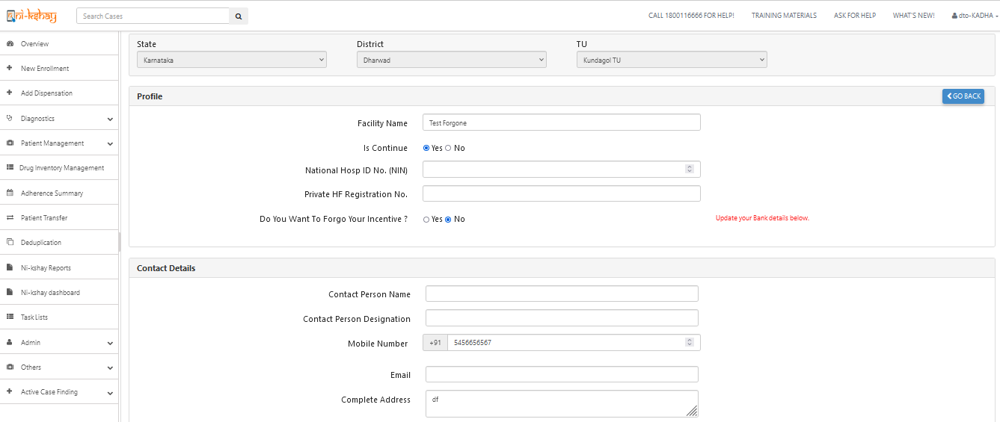 ni-kshay
Search Cases
CALL 1800116666 FOR HELP!
TRAINING MATERIALS
ASK FOR HELP
WHAT'S NEW!
dto-KADHA
Overview
New Enrollment
Add Dispensation
Diagnostics
Patient Management
Drug Inventory Management
Adherence Summary
Patient Transfer
Deduplication
Ni-kshay Reports
Ni-kshay dashboard
Task Lists
Admin
Others
Active Case Finding
State
District
TU
Karnataka
Dharwad
Kundagol TU
Profile
GO BACK
Facility Name
Test Forgone
Is Continue
Yes No
National Hosp ID No. (NIN)
Private HF Registration No.
Do You Want To Forgo Your Incentive ?
Yes No
Update your Bank details below.
Contact Details
Contact Person Name
Contact Person Designation
Mobile Number
+91
5456656567
Email
Complete Address
df